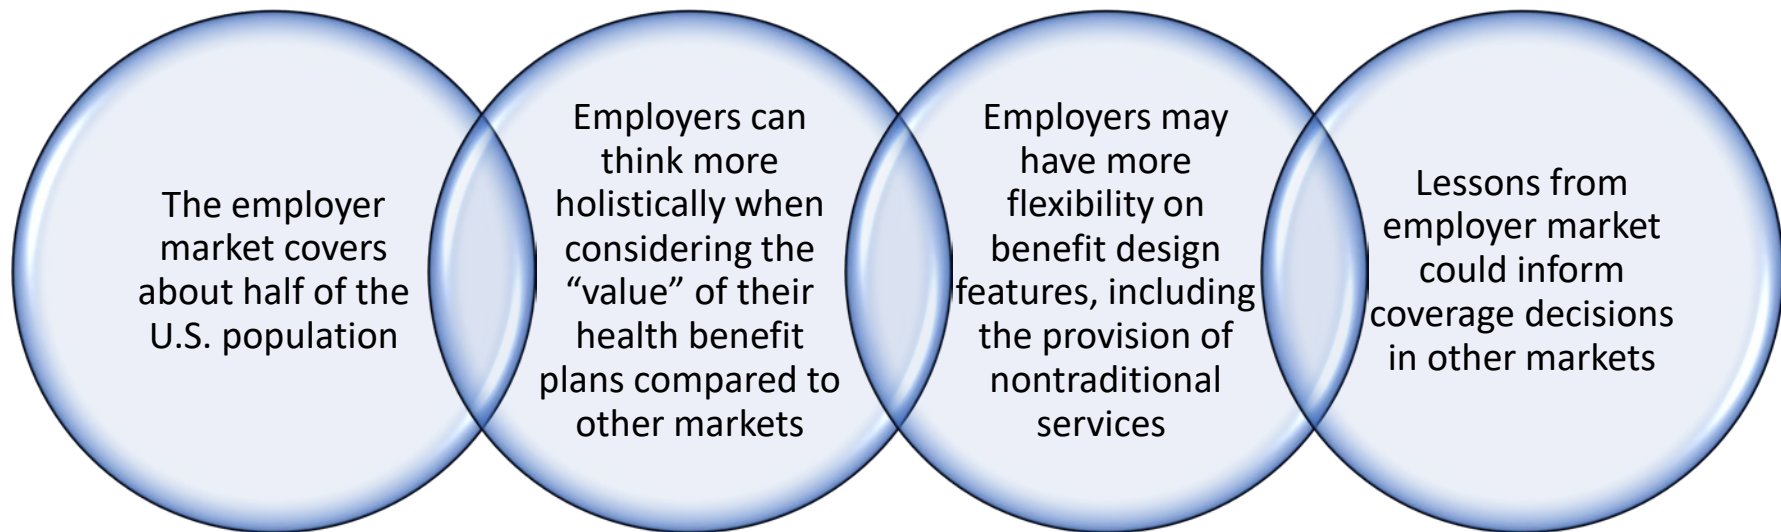 The employer
market covers
about half of the
U.S. population
Employers can
think more
holistically when
considering the
“value” of their
health benefit
plans compared to
other markets
Employers may
have more
flexibility on
benefit design
features, including
the provision of
nontraditional
services
Lessons from
employer market
could inform
coverage decisions
in other markets